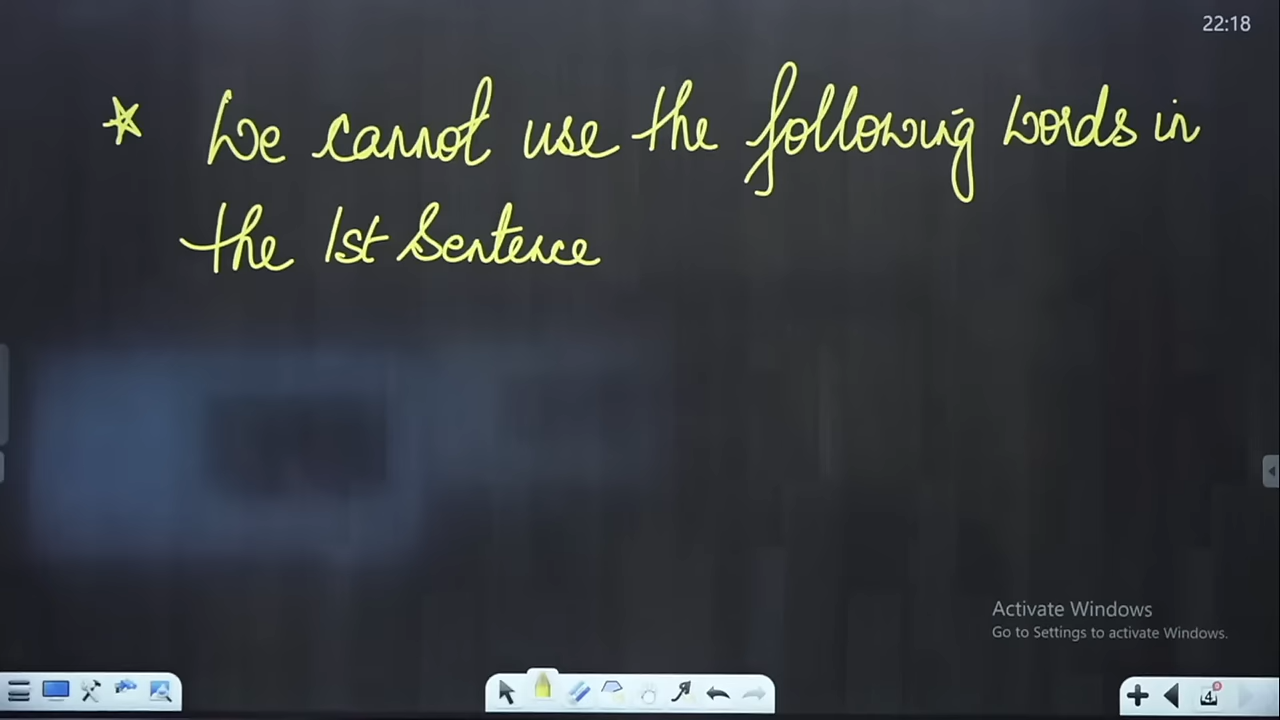 22:18
* We cannot use the following words in
the 1st Sentence
Activate Windows
Go to Settings to activate Windows.
4